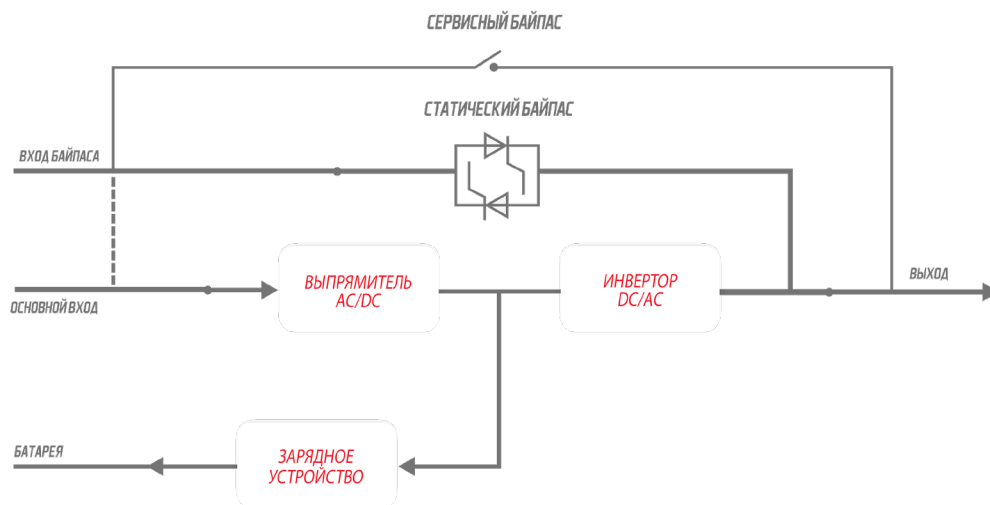 СЕРВИСНЫЙ БАЙПАС
СТАТИЧЕСКИЙ БАЙПАС
ВХОД БАЙПАСА
ВЫПРЯМИТЕЛЬ
AC/DC
ИНВЕРТОР
DC/AC
ВЫХОД
ОСНОВНОЙ ВХОД
БАТАРЕЯ
ЗАРЯДНОЕ
УСТРОЙСТВО